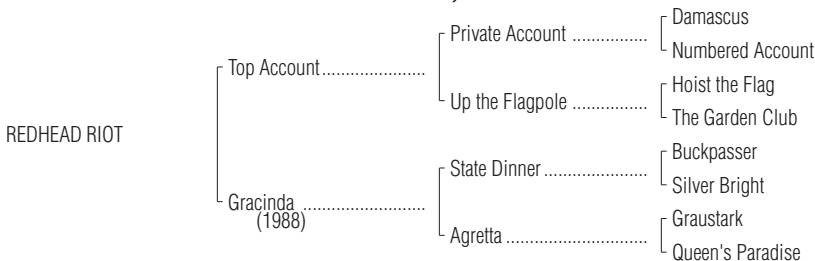 Damascus
Private Account ...............
Numbered Account
Top Account......................
Hoist the Flag
Up the Flagpole ................
The Garden Club
REDHEAD RIOT
Buckpasser
State Dinner......................
Silver Bright
Gracinda ..........................
(1988)
Graustark
Agretta ..............................
Queen's Paradise